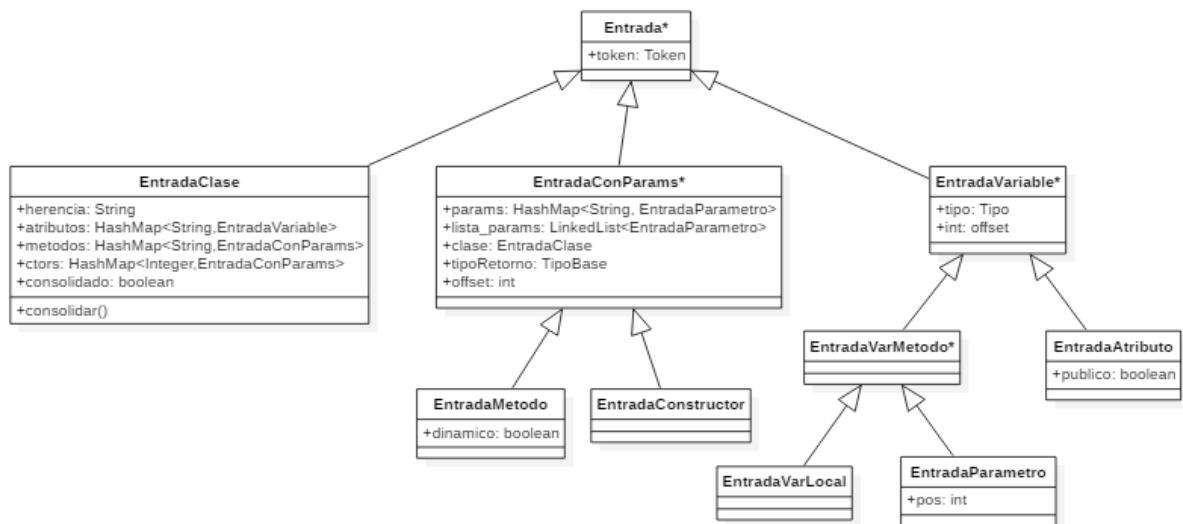 Entrada*
+token: Token
EntradaClase
+herencia: String
+atributos: HashMap<String,EntradaVariable>
+metodos: HashMap<String,EntradaConParams>
+ctors: HashMap<Integer,EntradaConParams>
+consolidado: boolean
+consolidar()
EntradaConParams*
+params: HashMap<String, EntradaParametro>
+lista_params: LinkedList<EntradaParametro>
+clase: EntradaClase
+tipoRetorno: TipoBase
+offset: int
EntradaVariable*
+tipo: Tipo
+int: offset
EntradaVarMetodo*
EntradaAtributo
+publico: boolean
EntradaMetodo
+dinamico: boolean
EntradaConstructor
EntradaVarLocal
EntradaParametro
+pos: int